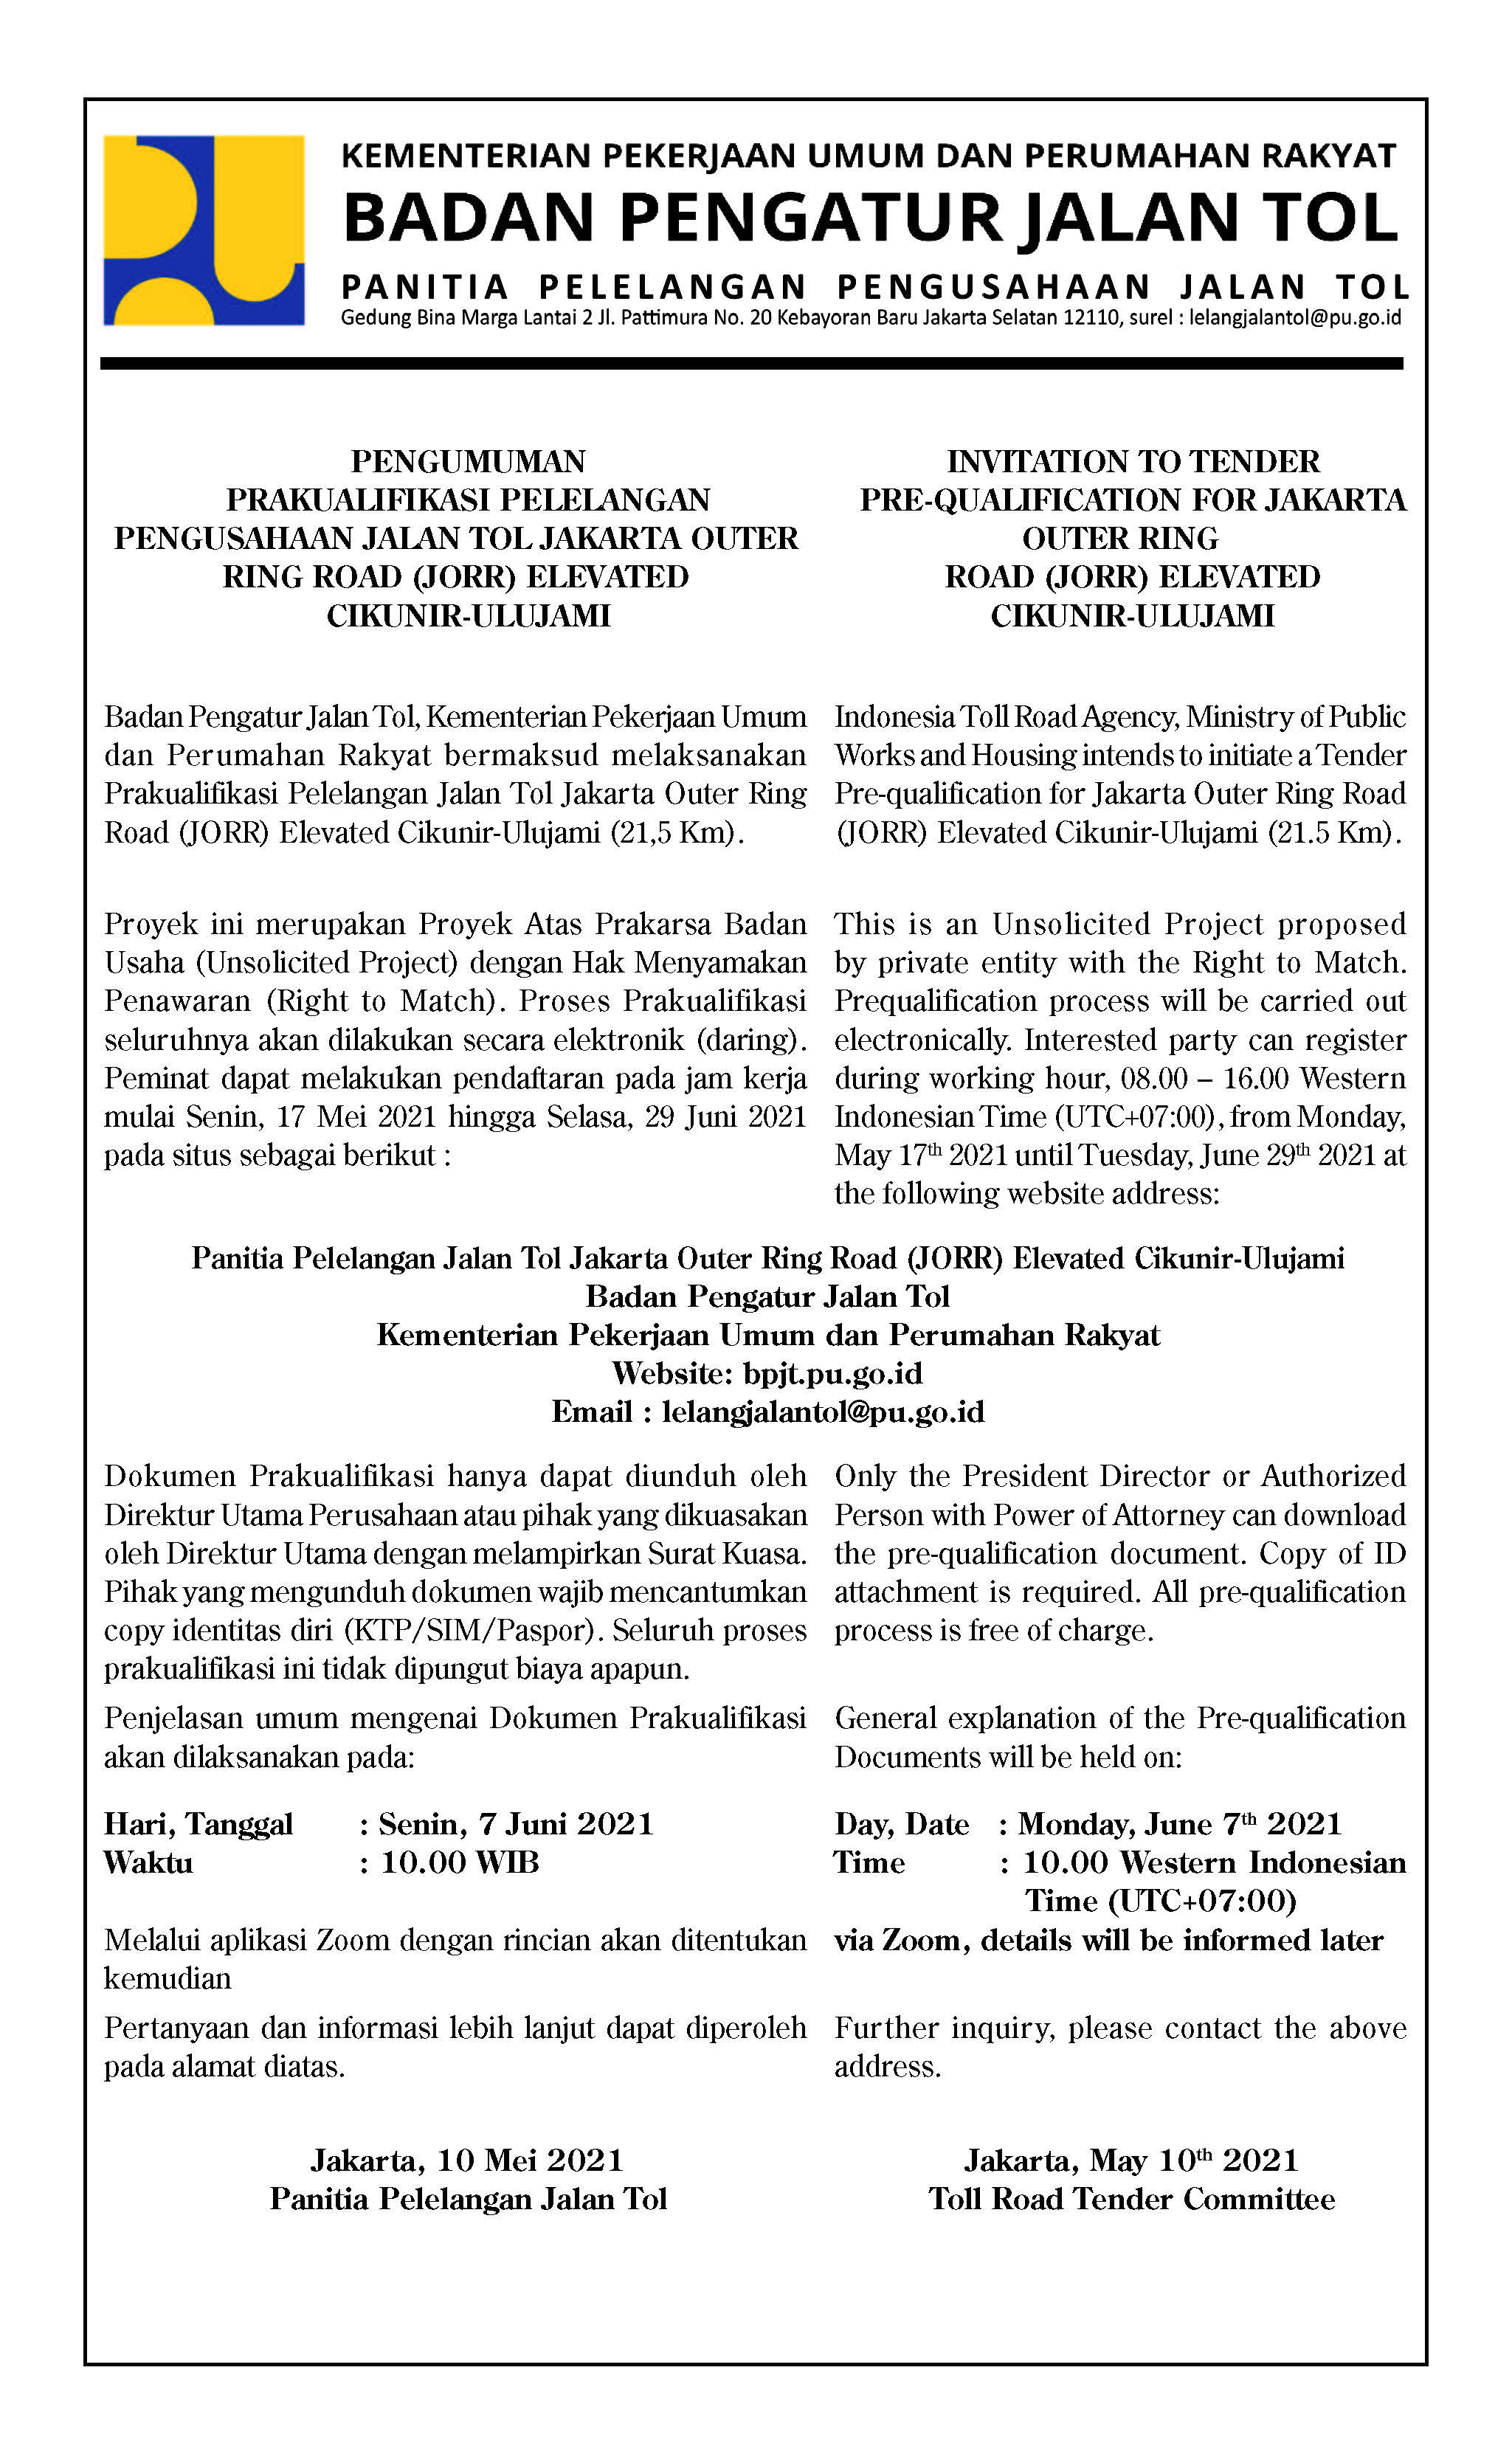 KEMENTERIAN PEKERJAAN UMUM DAN PERUMAHAN RAKYAT
BADAN PENGATUR JALAN TOL
PANITIA PELELANGAN PENGUSAHAAN JALAN TOL
Gedung Bina Marga Lantai 2 Jl. Pattimura No. 20 Kebayoran Baru Jakarta Selatan 12110, surel : lelangjalantol@pu.go.id
PENGUMUMAN
PRAKUALIFIKASI PELELANGAN
PENGUSAHAAN JALAN TOL JAKARTA OUTER
RING ROAD (JORR) ELEVATED
CIKUNIR-ULUJAMI
INVITATION TO TENDER
PRE-QUALIFICATION FOR JAKARTA
OUTER RING
ROAD (JORR) ELEVATED
CIKUNIR-ULUJAMI
Badan Pengatur Jalan Tol, Kementerian Pekerjaan Umum
dan Perumahan Rakyat bermaksud melaksanakan
Prakualifikasi Pelelangan Jalan Tol Jakarta Outer Ring
Road (JORR) Elevated Cikunir-Ulujami (21,5 Km).
Indonesia Toll Road Agency, Ministry of Public
Works and Housing intends to initiate a Tender
Pre-qualification for Jakarta Outer Ring Road
(JORR) Elevated Cikunir-Ulujami (21.5 Km).
Proyek ini merupakan Proyek Atas Prakarsa Badan
Usaha (Unsolicited Project) dengan Hak Menyamakan
Penawaran (Right to Match). Proses Prakualifikasi
seluruhnya akan dilakukan secara elektronik (daring).
Peminat dapat melakukan pendaftaran pada jam kerja
mulai Senin, 17 Mei 2021 hingga Selasa, 29 Juni 2021
pada situs sebagai berikut :
This is an Unsolicited Project proposed
by private entity with the Right to Match.
Prequalification process will be carried out
electronically. Interested party can register
during working hour, 08.00 – 16.00 Western
Indonesian Time (UTC+07:00), from Monday,
May 17th 2021 until Tuesday, June 29th 2021 at
the following website address:
Panitia Pelelangan Jalan Tol Jakarta Outer Ring Road (JORR) Elevated Cikunir-Ulujami
Badan Pengatur Jalan Tol
Kementerian Pekerjaan Umum dan Perumahan Rakyat
Website: bpjt.pu.go.id
Email : lelangjalantol@pu.go.id
Dokumen Prakualifikasi hanya dapat diunduh oleh
Direktur Utama Perusahaan atau pihak yang dikuasakan
oleh Direktur Utama dengan melampirkan Surat Kuasa.
Pihak yang mengunduh dokumen wajib mencantumkan
copy identitas diri (KTP/SIM/Paspor). Seluruh proses
prakualifikasi ini tidak dipungut biaya apapun.
Only the President Director or Authorized
Person with Power of Attorney can download
the pre-qualification document. Copy of ID
attachment is required. All pre-qualification
process is free of charge.
Penjelasan umum mengenai Dokumen Prakualifikasi
akan dilaksanakan pada:
General explanation of the Pre-qualification
Documents will be held on:
Hari, Tanggal : Senin, 7 Juni 2021
Waktu : 10.00 WIB
Melalui aplikasi Zoom dengan rincian akan ditentukan
kemudian
Day, Date : Monday, June 7th 2021
Time : 10.00 Western Indonesian
Time (UTC+07:00)
via Zoom, details will be informed later
Pertanyaan dan informasi lebih lanjut dapat diperoleh
pada alamat diatas.
Further inquiry, please contact the above
address.
Jakarta, 10 Mei 2021
Panitia Pelelangan Jalan Tol
Jakarta, May 10th 2021
Toll Road Tender Committee